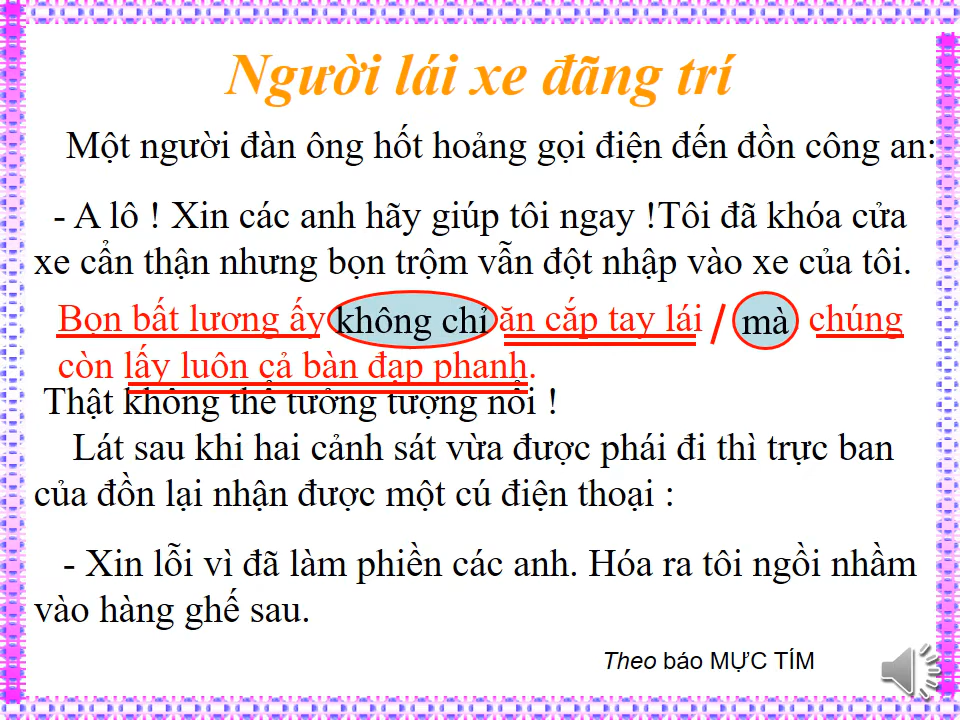 Người lái xe đãng trí
Một người đàn ông hốt hoảng gọi điện đến đồn công an:
- A lô ! Xin các anh hãy giúp tôi ngay !Tôi đã khóa cửa
xe cẩn thận nhưng bọn trộm vẫn đột nhập vào xe của tôi.
Bọn bất lương ấy không chỉ ăn cắp tay lái / mà chúng
còn lấy luôn cả bàn đạp phanh.
Thật không thể tưởng tượng nổi !
Lát sau khi hai cảnh sát vừa được phái đi thì trực ban
của đồn lại nhận được một cú điện thoại :
- Xin lỗi vì đã làm phiền các anh. Hóa ra tôi ngồi nhầm
vào hàng ghế sau.
Theo báo MỰC TÍM